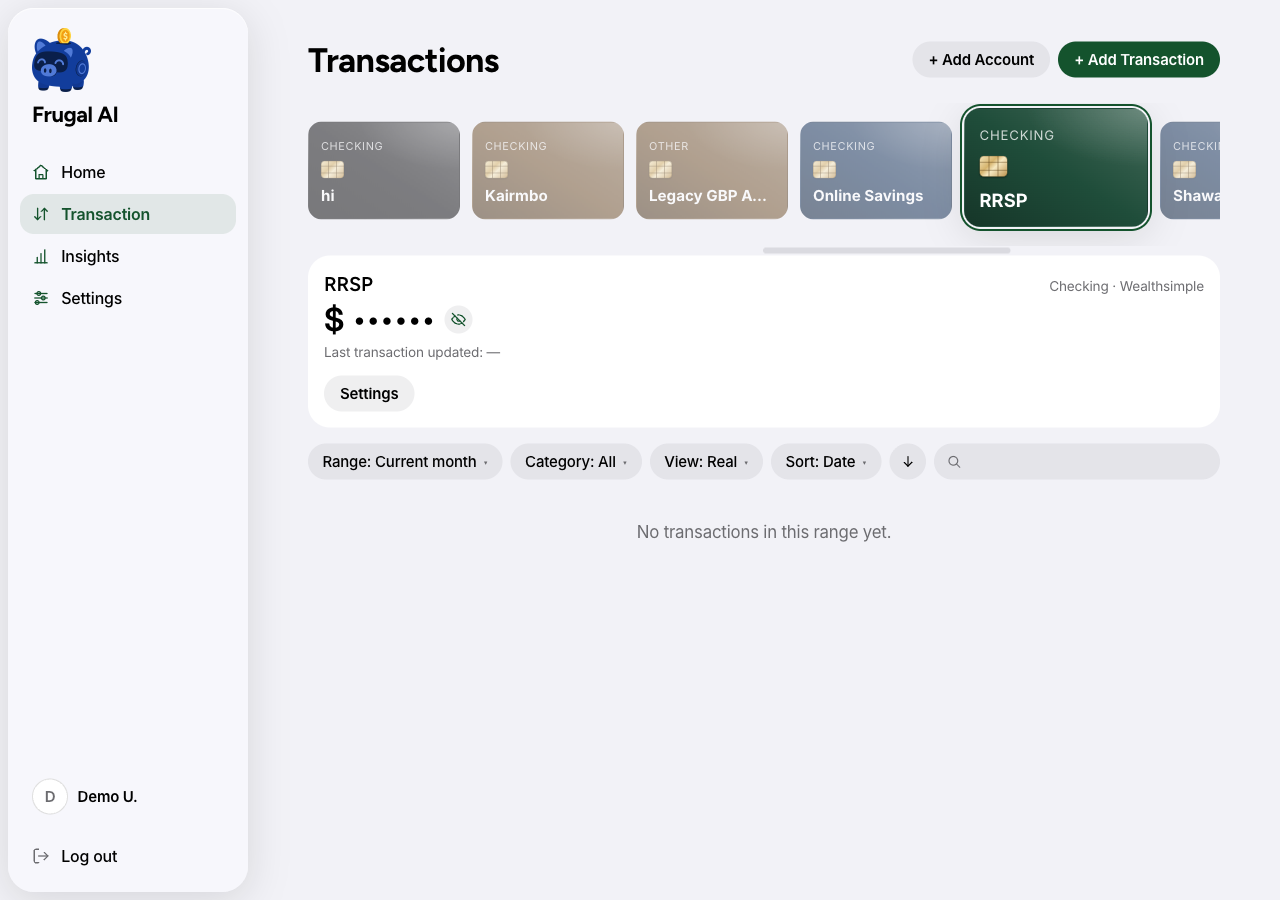 Frugal AI
Home
Transaction
Insights
Settings
D
Demo U.
Log out
Transactions
+ Add Account
+ Add Transaction
CHECKING
hi
CHECKING
Kairmbo
OTHER
Legacy GBP A...
CHECKING
Online Savings
CHECKING
RRSP
RRSP
Checking · Wealthsimple
$ ••••••
Last transaction updated: —
Settings
Range: Current month
Category: All
View: Real
Sort: Date
No transactions in this range yet.